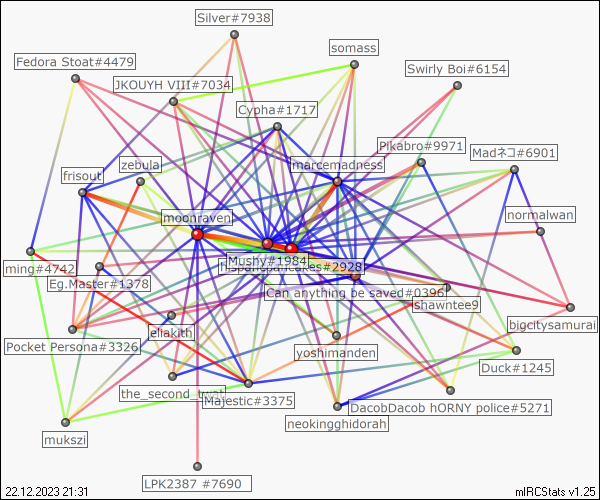 Silver#7938
somass
Fedora Stoat#4479
Swirly Boi#6154
JKOUYH VIII#7034
Cypha#1717
Pikabro#9971
Madネコ#6901
zebula
marcemadness
frisout
moonraven
normalwan
Mushy#1984
hispanipancakes#2928
ming#4742
Eg.Master#1378
Can anything be saved#0396
shawntee9
bigcitysamurai
eliakith
Pocket Persona#3326
yoshimanden
Duck#1245
the_second_
Majestic#3375
DacobDacob hORNY police#5271
neokingghidorah
mukszi
LPK2387 #7690
22.12.2023 21:31
mIRCStats v1.25